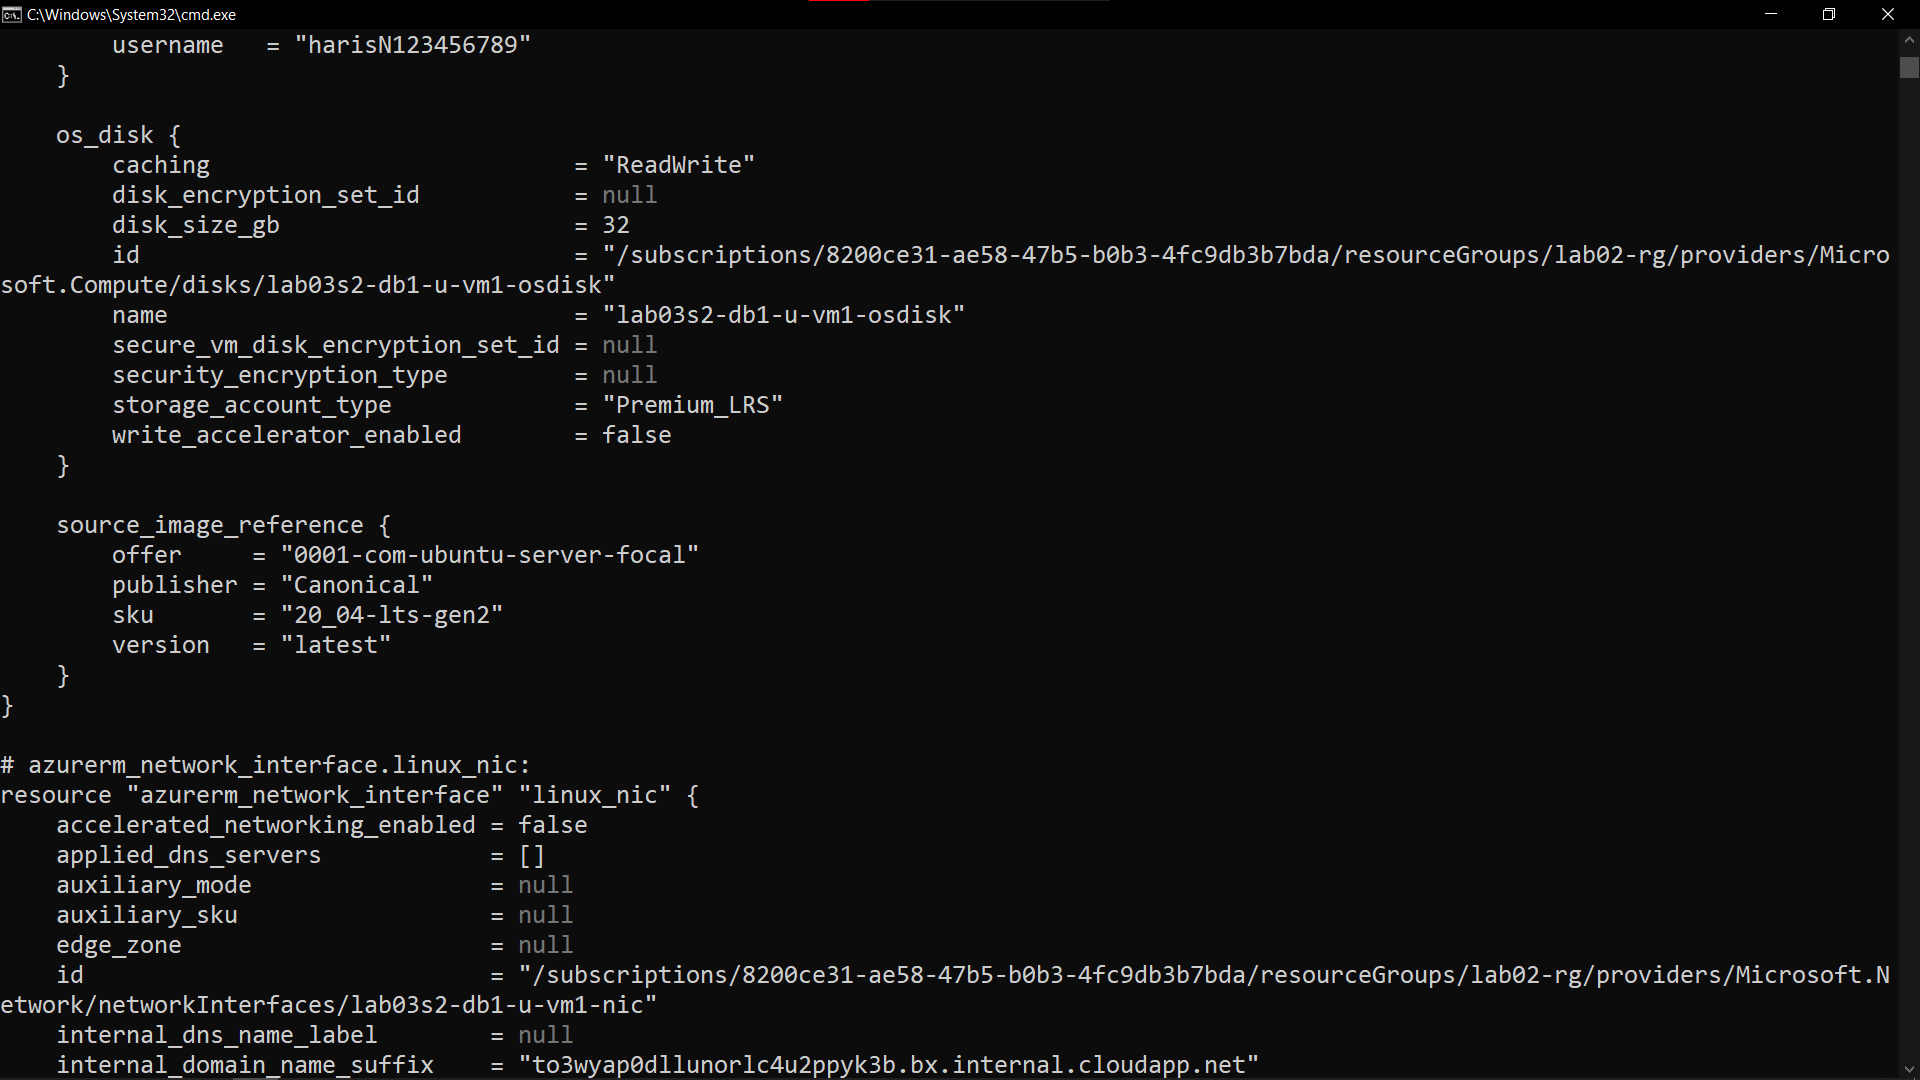 C:\Windows\System32\cmd.exe
        username   = "harisN123456789"
    }

    os_disk {
        caching                          = "ReadWrite"
        disk_encryption_set_id           = null
        disk_size_gb                     = 32
        id                               = "/subscriptions/8200ce31-ae58-47b5-b0b3-4fc9db3b7bda/resourceGroups/lab02-rg/providers/Micro
soft.Compute/disks/lab03s2-db1-u-vm1-osdisk"
        name                             = "lab03s2-db1-u-vm1-osdisk"
        secure_vm_disk_encryption_set_id = null
        security_encryption_type         = null
        storage_account_type             = "Premium_LRS"
        write_accelerator_enabled        = false
    }

    source_image_reference {
        offer     = "0001-com-ubuntu-server-focal"
        publisher = "Canonical"
        sku       = "20_04-lts-gen2"
        version   = "latest"
    }
}

# azurerm_network_interface.linux_nic:
resource "azurerm_network_interface" "linux_nic" {
    accelerated_networking_enabled = false
    applied_dns_servers            = []
    auxiliary_mode                 = null
    auxiliary_sku                  = null
    edge_zone                      = null
    id                             = "/subscriptions/8200ce31-ae58-47b5-b0b3-4fc9db3b7bda/resourceGroups/lab02-rg/providers/Microsoft.N
etwork/networkInterfaces/lab03s2-db1-u-vm1-nic"
    internal_dns_name_label        = null
    internal_domain_name_suffix    = "to3wyap0dllunorlc4u2ppyk3b.bx.internal.cloudapp.net"